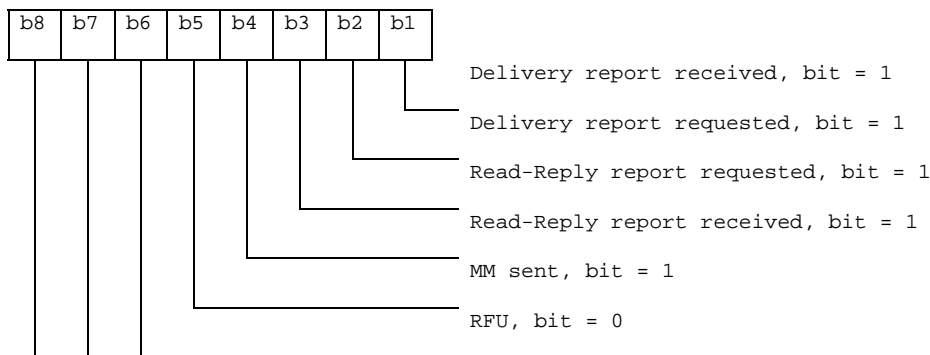 b8 b7 b6 b5 b4 b3 b2 b1
Delivery report received, bit = 1
Delivery report requested, bit = 1
Read-Reply report requested, bit = 1
Read-Reply report received, bit = 1
MM sent, bit = 1
RFU, bit = 0